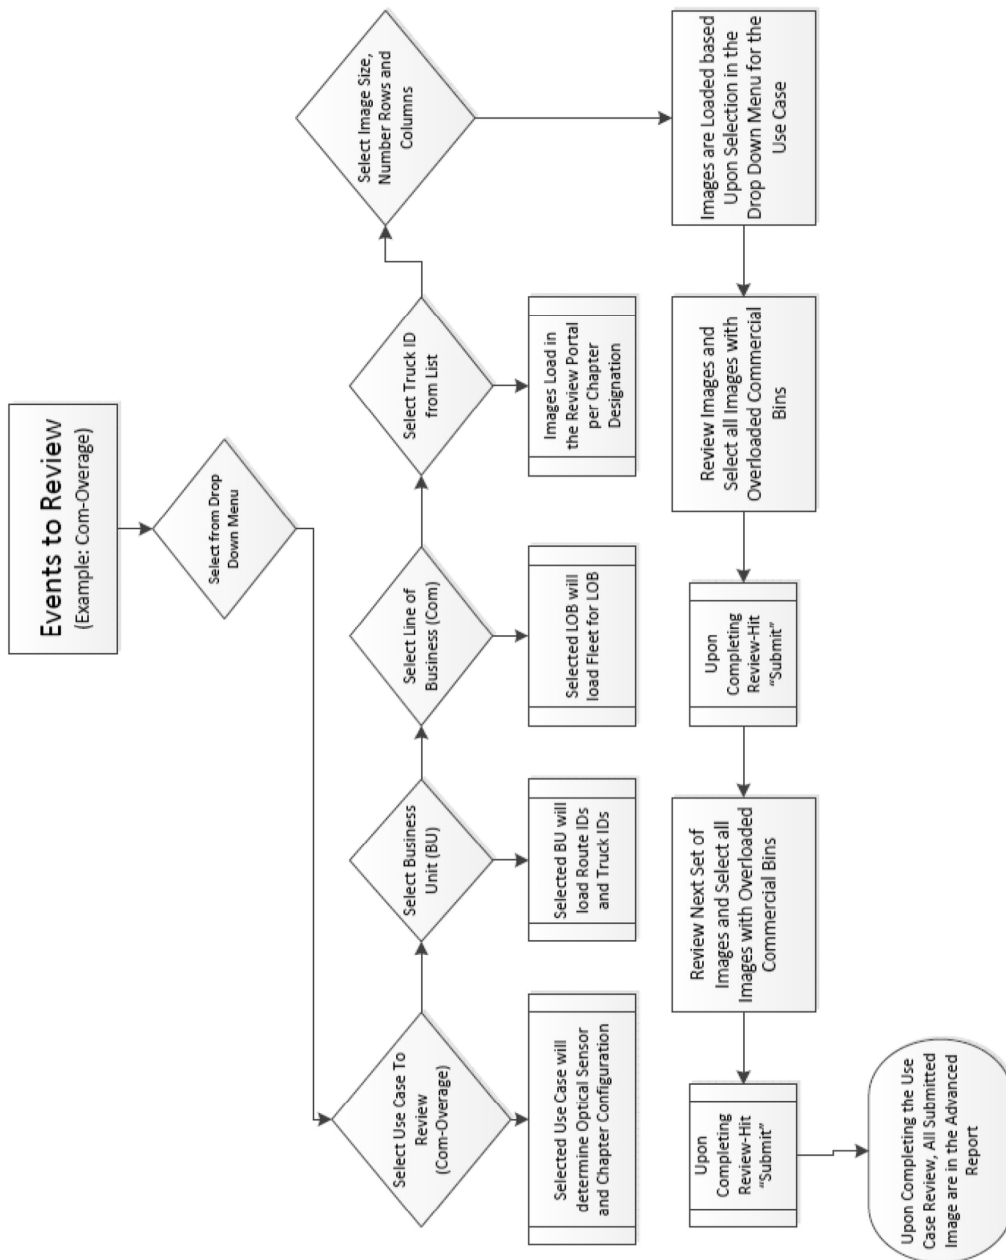 Events to Review
(Example: Com-Overage)
Select from Drop
Down Menu
Select Use Case To
Review
(Com-Overage)
Selected Use Case will
determine Optical Sensor
and Chapter Configuration
Select Business
Unit (BU)
Selected BU will
load Route IDs
and Truck IDs
Select Line of
Business (Com)
Selected LOB will
load Fleet for LOB
Select Truck ID
from List
Images Load in
the Review Portal
per Chapter
Designation
Select Image Size,
Number Rows and
Columns
Images are Loaded based
Upon Selection in the
Drop Down Menu for the
Use Case
Review Images and
Select all Images with
Overloaded Commercial
Bins
Upon
Completing
Review-Hit
“Submit”
Review Next Set of
Images and Select all
Images with Overloaded
Commercial Bins
Upon
Completing
Review-Hit
“Submit”
Upon Completing the Use
Case Review, All Submitted
Image are in the Advanced
Report